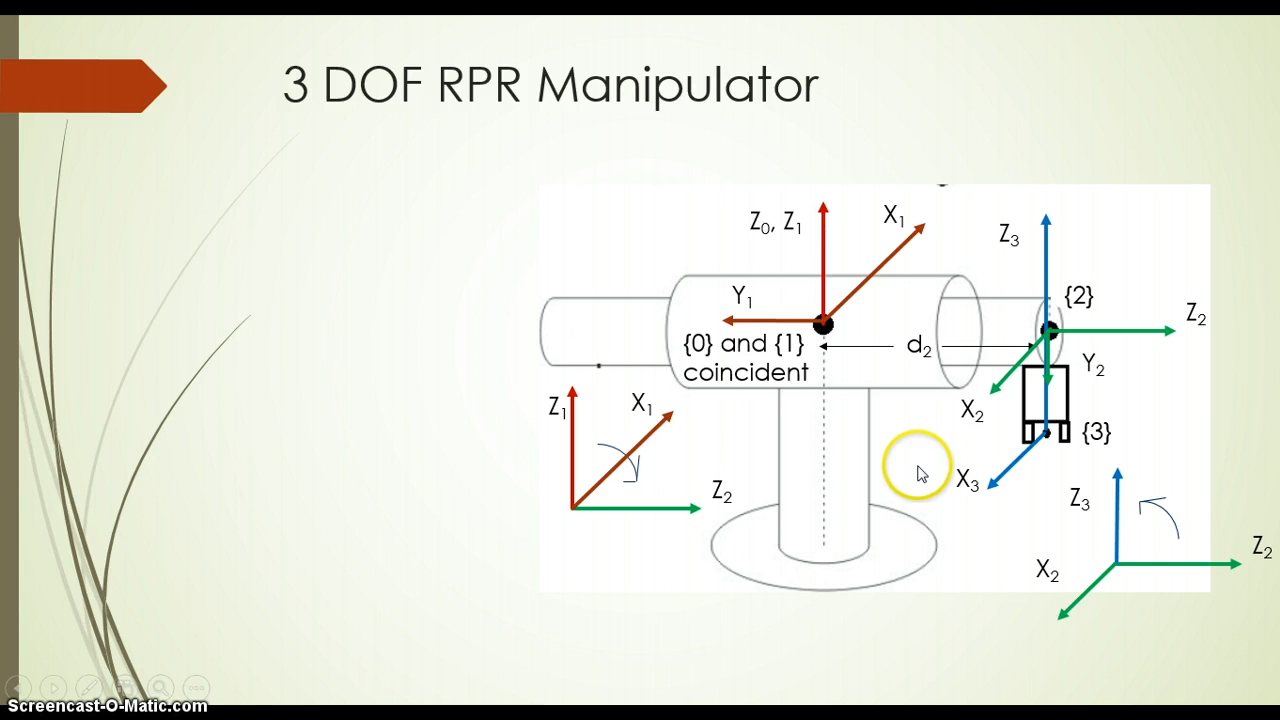 3 DOF RPR Manipulator
Z₀, Z₁
X₁
Z₃
Y₁
{2}
Z₂
{0} and {1}
coincident
d₂
Y₂
X₂
Z₁
X₁
{3}
X₃
Z₂
Z₃
Z₂
X₂
Screencast-O-Matic.com